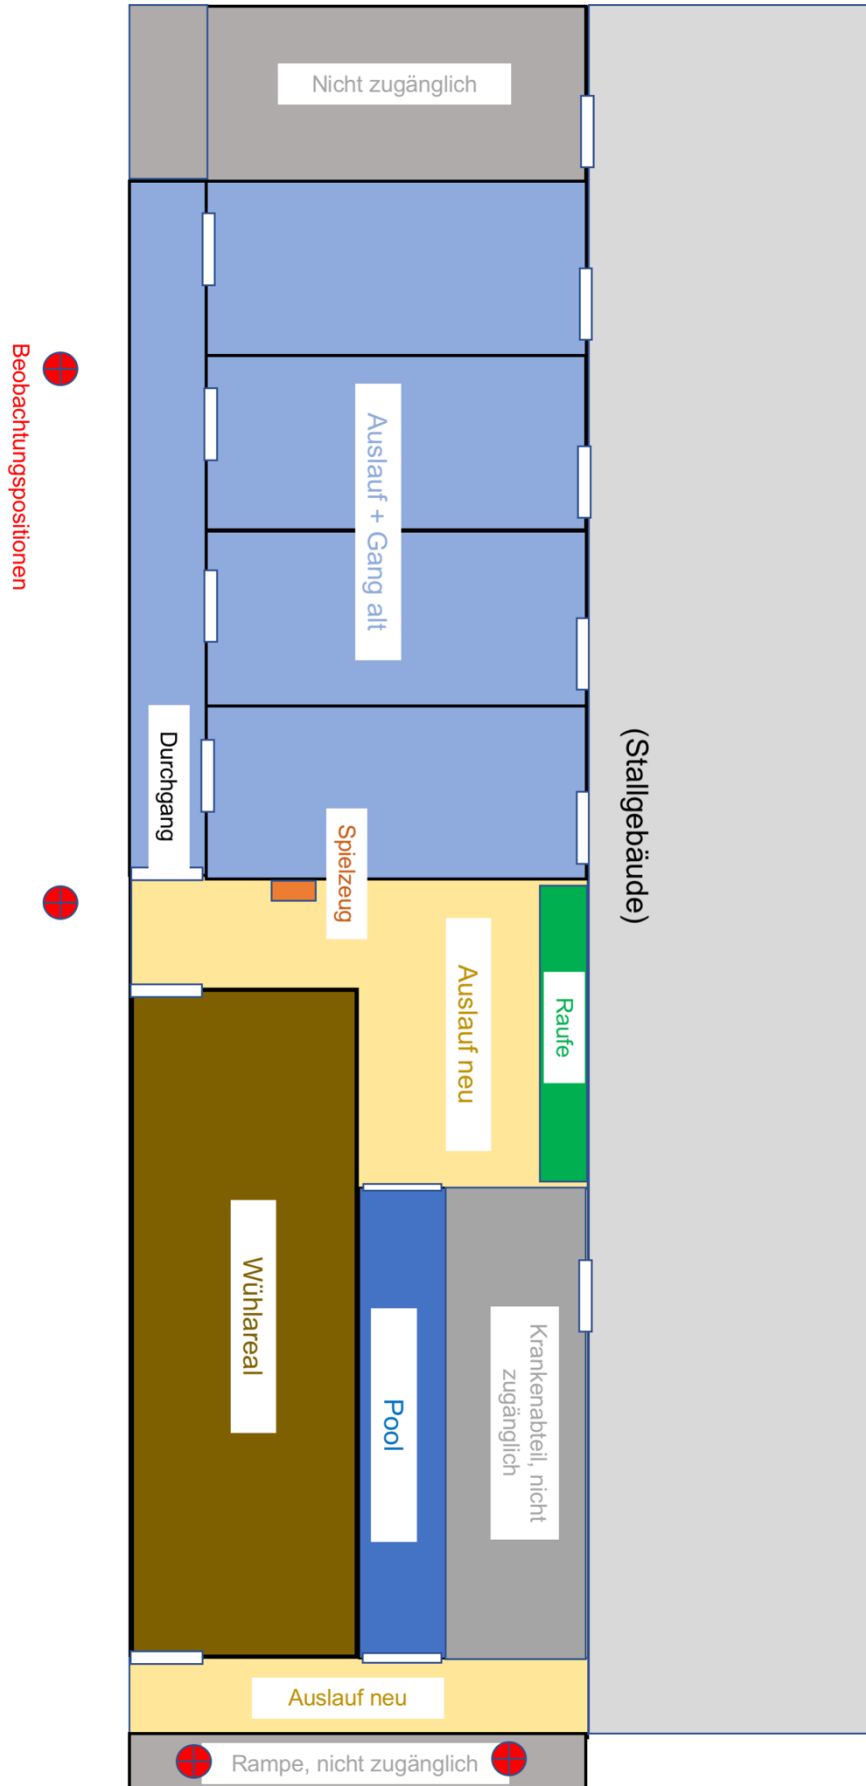 Nicht zugänglich
Beobachtungspositionen
Auslauf + Gang alt
Durchgang
Spielzeug
(Stallgebäude)
Auslauf neu
Raufe
Wühlareal
Pool
Krankenabteil, nicht
zugänglich
Auslauf neu
Rampe, nicht zugänglich